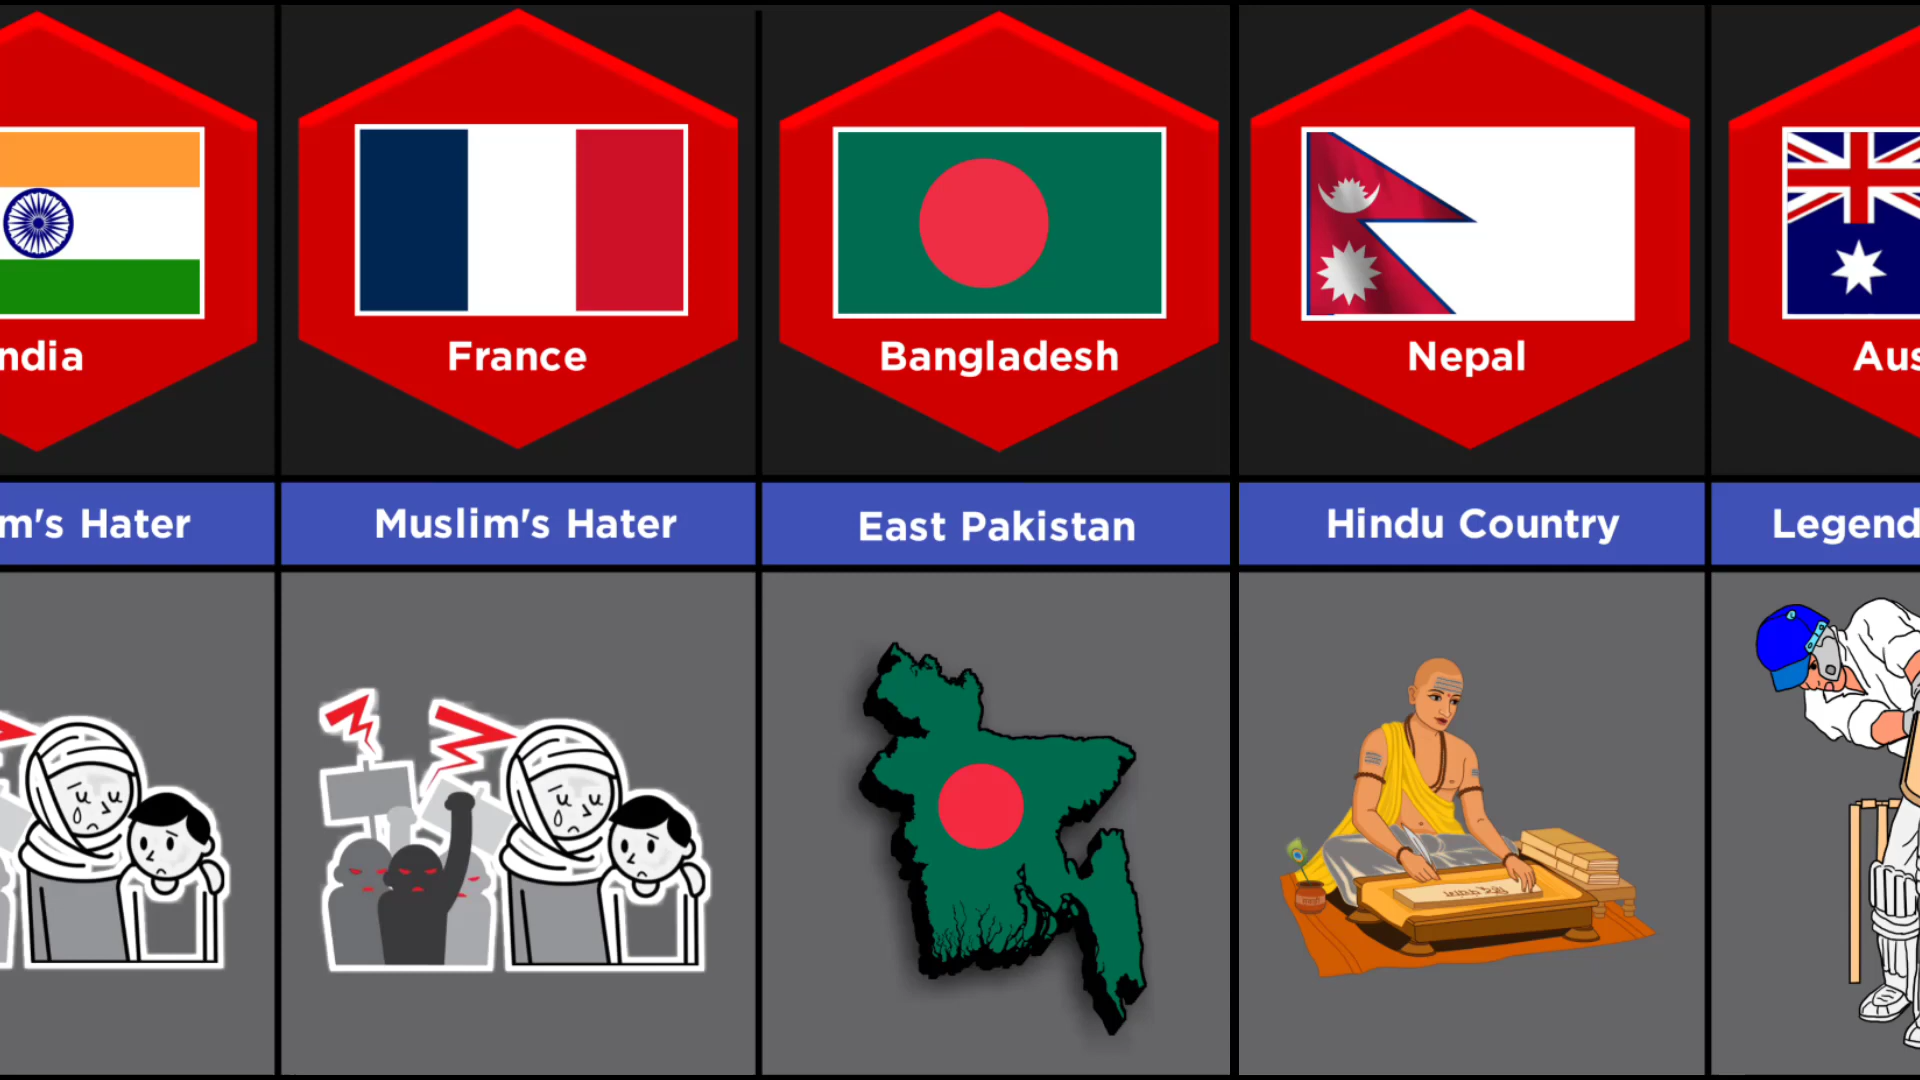 ndia
France
Bangladesh
Nepal
Aus
m's Hater
Muslim's Hater
East Pakistan
Hindu Country
Legend